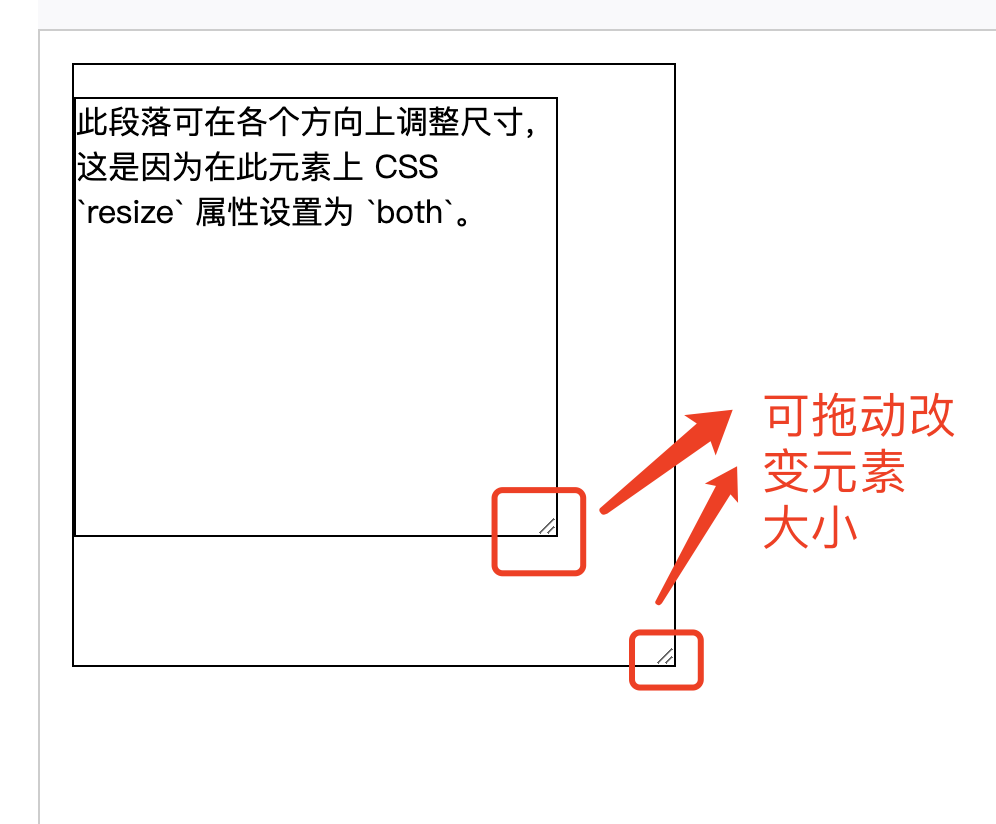 此段落可在各个方向上调整尺寸，
这是因为在此元素上 CSS
`resize` 属性设置为 `both`。
可拖动改
变元素
大小